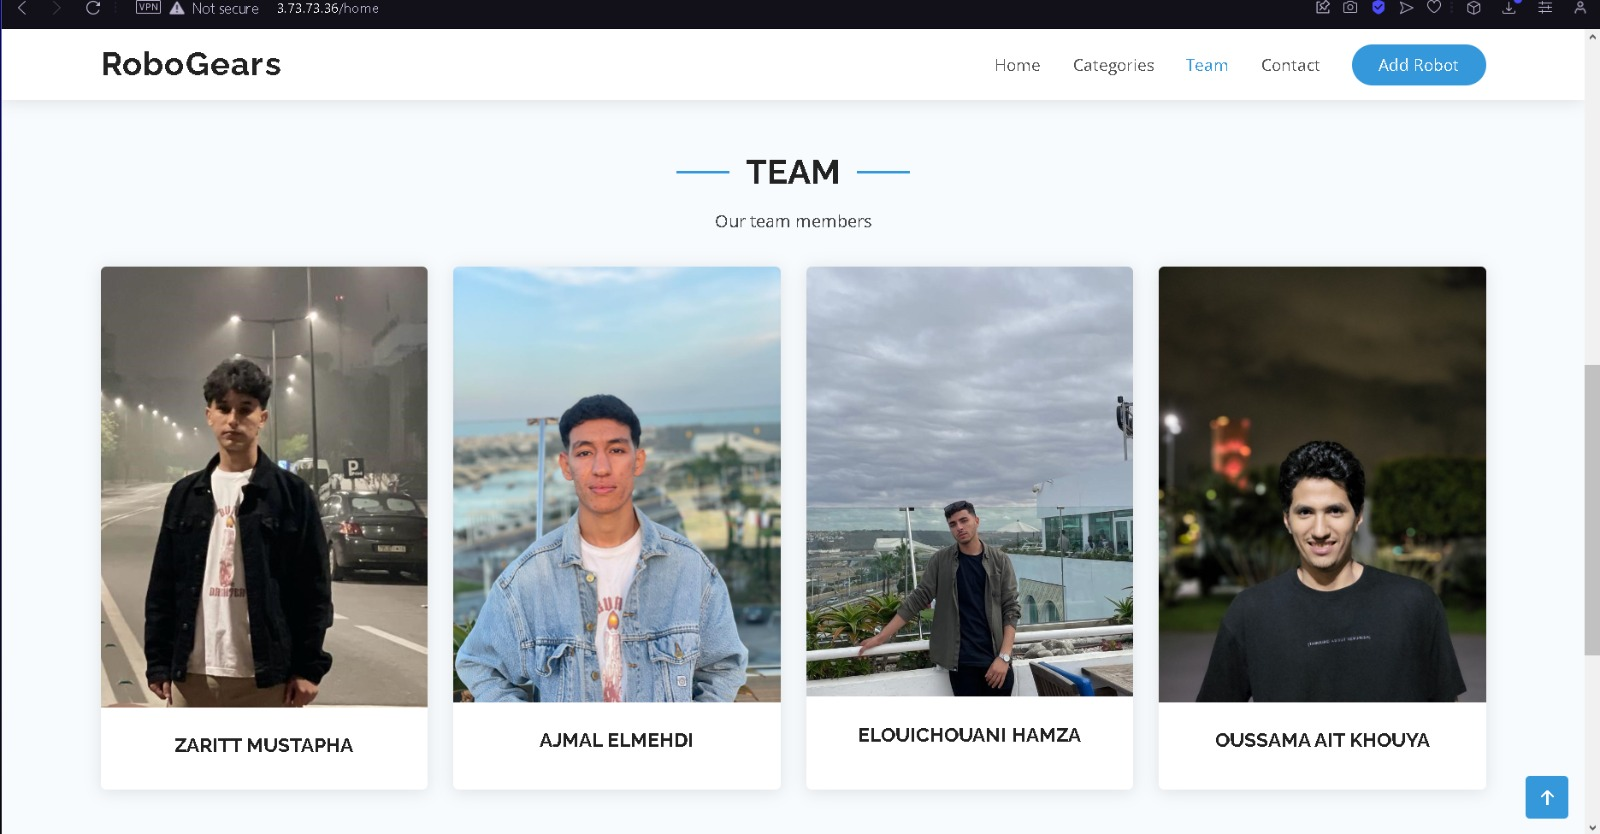 VPN Not secure 3.73.73.36/home
RoboGears
Home Categories Team Contact Add Robot
TEAM
Our team members
P
ZARITT MUSTAPHA
AJMAL ELMEHDI
ELOUICHOUANI HAMZA
OUSSAMA AIT KHOUYA